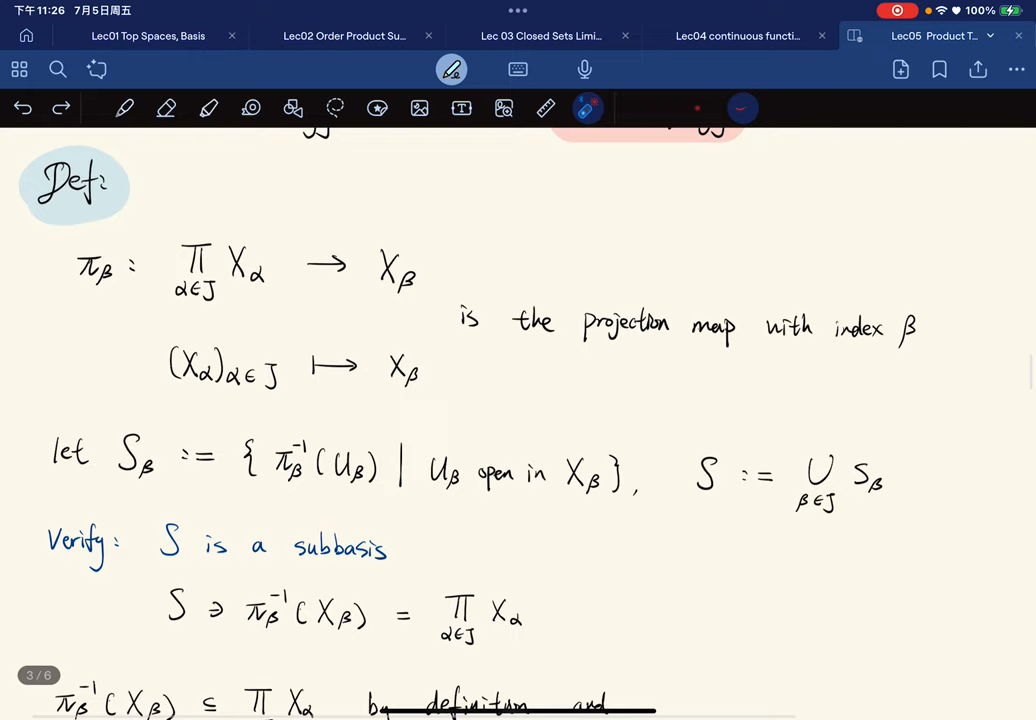 下午11:26 7月5日周五
100%
Lec01 Top Spaces, Basis
Lec02 Order Product Su...
Lec 03 Closed Sets Limi...
Lec04 continuous functi...
Lec05 Product T...
Def:
π_β : ∏_{α∈J} X_α → X_β
is the projection map with index β
(X_α)_{α∈J} ↦ X_β
let S_β := { π_β^{-1}(U_β) | U_β open in X_β }, S := ∪_{β∈J} S_β
Verify: S is a subbasis
S ∋ π_β^{-1}(X_β) = ∏_{α∈J} X_α
3 / 6
π_β^{-1}(X_β) ⊆ ∏ X_α by definition and